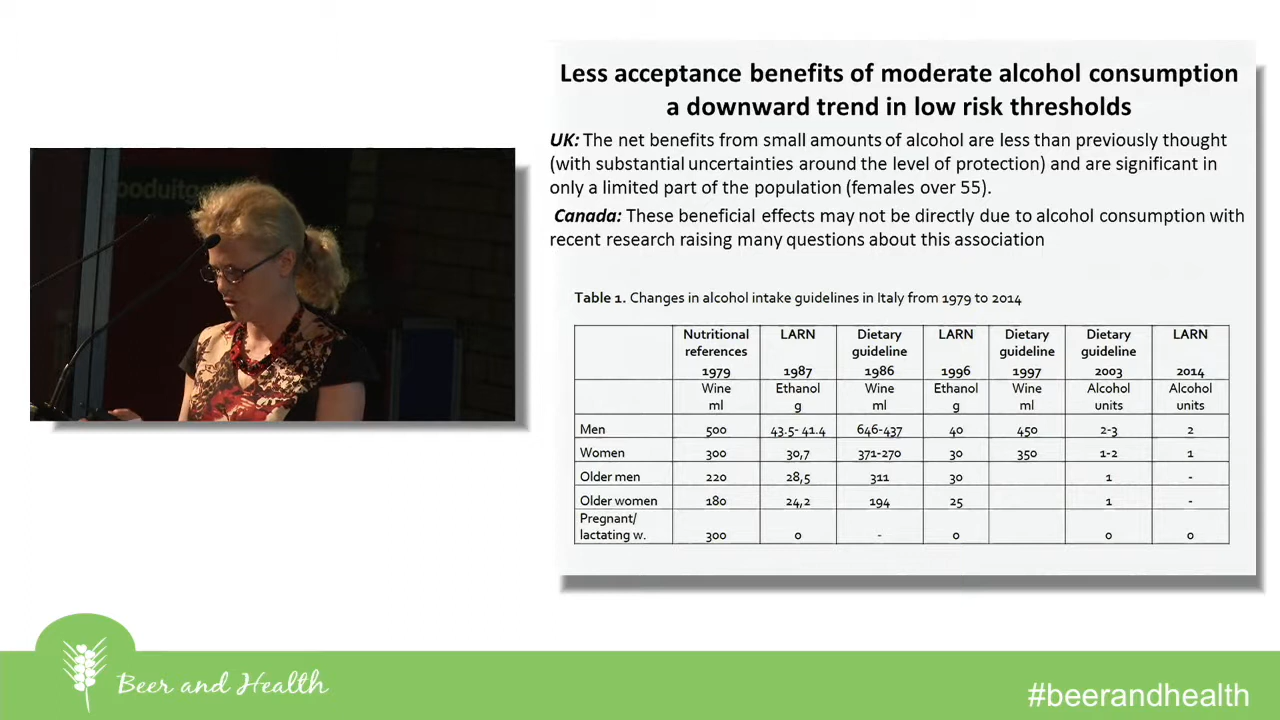 Less acceptance benefits of moderate alcohol consumption
a downward trend in low risk thresholds
UK: The net benefits from small amounts of alcohol are less than previously thought
(with substantial uncertainties around the level of protection) and are significant in
only a limited part of the population (females over 55).
Canada: These beneficial effects may not be directly due to alcohol consumption with
recent research raising many questions about this association
Table 1. Changes in alcohol intake guidelines in Italy from 1979 to 2014
Nutritional references 1979 LARN 1987 Dietary guideline 1986 LARN 1996 Dietary guideline 1997 Dietary guideline 2003 LARN 2014
Wine ml Ethanol g Wine ml Ethanol g Wine ml Alcohol units Alcohol units
Men 500 43.5- 41.4 646-437 40 450 2-3 2
Women 300 30,7 371-270 30 350 1-2 1
Older men 220 28,5 311 30 1 -
Older women 180 24,2 194 25 1 -
Pregnant/ lactating w. 300 0 - 0 0 0
Beer and Health
#beerandhealth